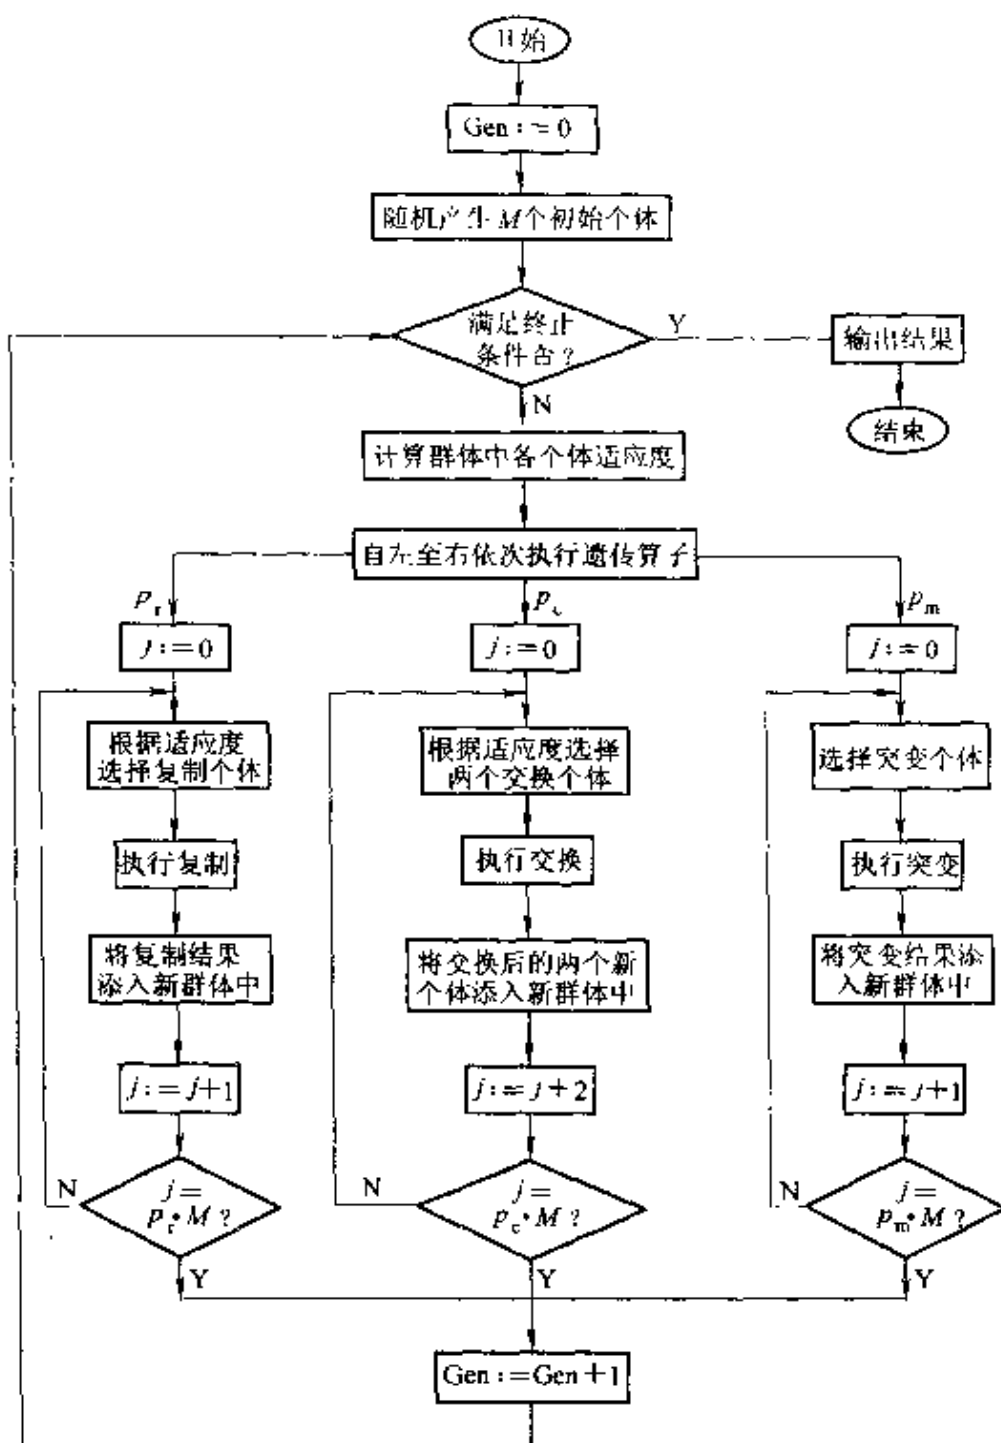 开始
Gen:=0
随机产生M个初始个体
满足终止
条件否?
Y
输出结果
结束
N
计算群体中各个体适应度
自左至右依次执行遗传算子
p_r
p_c
p_m
j:=0
j:=0
j:=0
根据适应度
选择复制个体
根据适应度选择
两个交换个体
选择突变个体
执行复制
执行交换
执行突变
将复制结果
添入新群体中
将交换后的两个新
个体添入新群体中
将突变结果添
入新群体中
j:=j+1
j:=j+2
j:=j+1
N
j=
p_r·M?
N
j=
p_c·M?
N
j=
p_m·M?
Y
Y
Y
Gen:=Gen+1